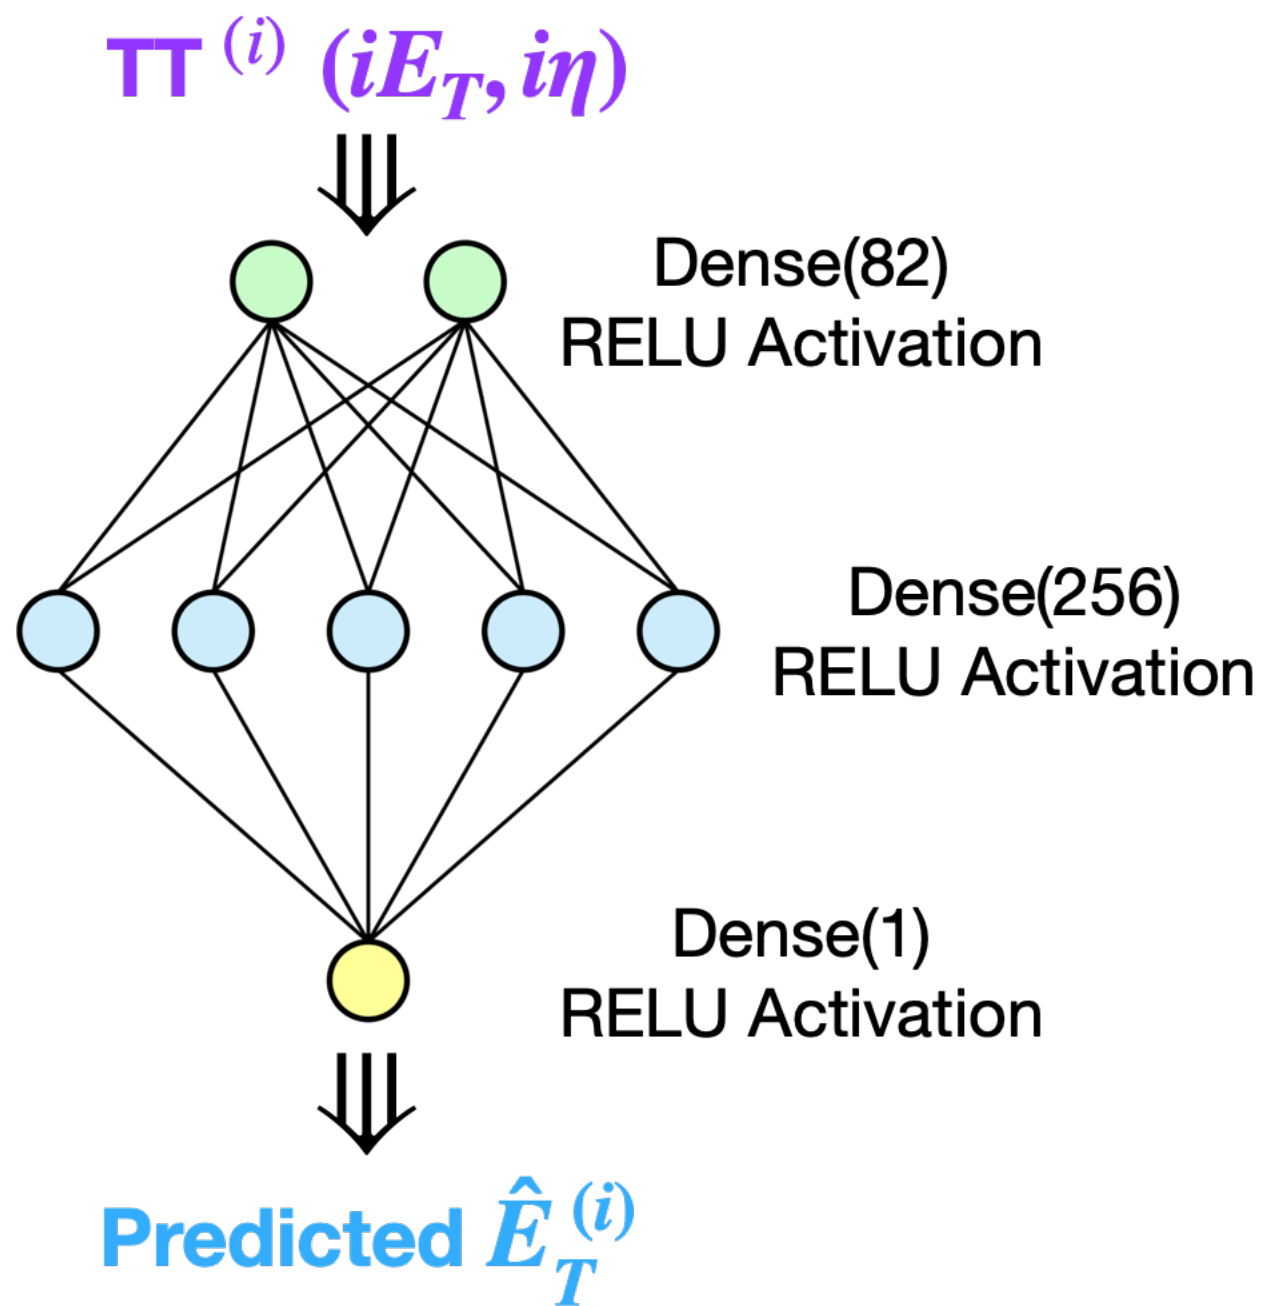 TT (i) (iE_T, iη)
Dense(82)
RELU Activation
Dense(256)
RELU Activation
Dense(1)
RELU Activation
Predicted Ê_T^(i)